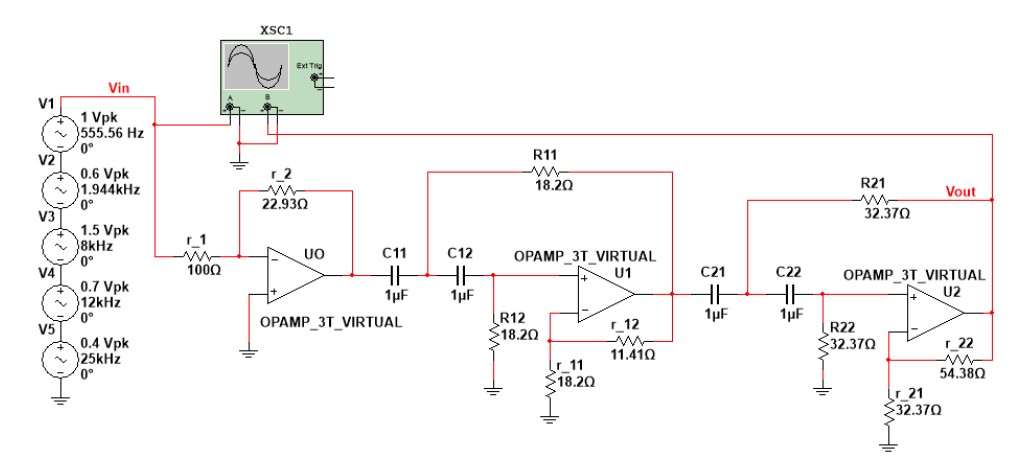 XSC1
Ext Trig
+
−
A
B
+
−
+
−
Vin
V1
1 Vpk
555.56 Hz
0°
V2
0.6 Vpk
1.944kHz
0°
V3
1.5 Vpk
8kHz
0°
V4
0.7 Vpk
12kHz
0°
V5
0.4 Vpk
25kHz
0°
r_1
100Ω
r_2
22.93Ω
UO
OPAMP_3T_VIRTUAL
C11
1µF
C12
1µF
R11
18.2Ω
R12
18.2Ω
OPAMP_3T_VIRTUAL
U1
r_12
11.41Ω
r_11
18.2Ω
C21
1µF
C22
1µF
R21
32.37Ω
Vout
R22
32.37Ω
OPAMP_3T_VIRTUAL
U2
r_22
54.38Ω
r_21
32.37Ω